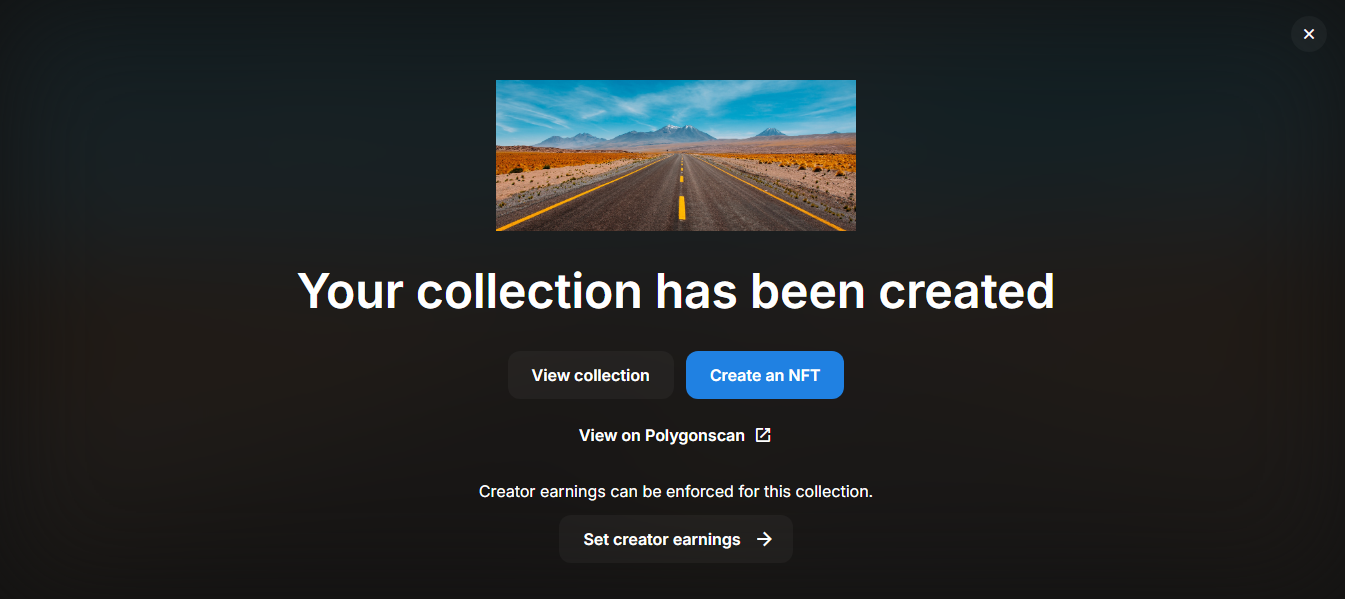 Your collection has been created
View collection
Create an NFT
View on Polygonscan
Creator earnings can be enforced for this collection.
Set creator earnings